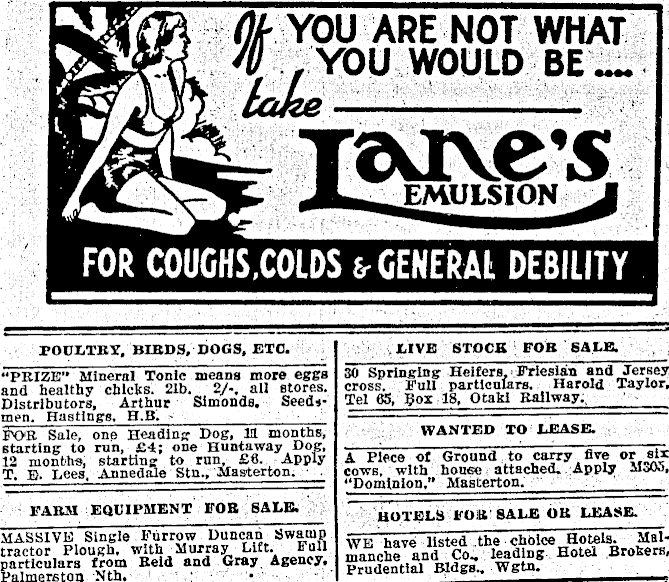 If YOU ARE NOT WHAT
YOU WOULD BE ....
take
Lane's
EMULSION
FOR COUGHS, COLDS & GENERAL DEBILITY
POULTRY, BIRDS, DOGS, ETC.
"PRIZE" Mineral Tonic means more eggs
and healthy chicks. 2lb. 2/-, all stores.
Distributors, Arthur Simonds, Seeds-
men, Hastings, H.B.
FOR Sale, one Heading Dog, 11 months,
starting to run, £4; one Huntaway Dog,
12 months, starting to run, £6. Apply
T. E. Lees, Annedale Stn., Masterton.
FARM EQUIPMENT FOR SALE.
MASSIVE Single Furrow Duncan Swamp
tractor Plough, with Murray Lift. Full
particulars from Reid and Gray Agency,
Palmerston Nth.
LIVE STOCK FOR SALE.
30 Springing Heifers, Friesian and Jersey
cross. Full particulars. Harold Taylor,
Tel 65, Box 18, Otaki Railway.
WANTED TO LEASE.
A Piece of Ground to carry five or six
cows, with house attached. Apply M305,
"Dominion," Masterton.
HOTELS FOR SALE OR LEASE.
WE have listed the choice Hotels. Mal-
manche and Co., leading Hotel Brokers,
Prudential Bldgs., Wgtn.